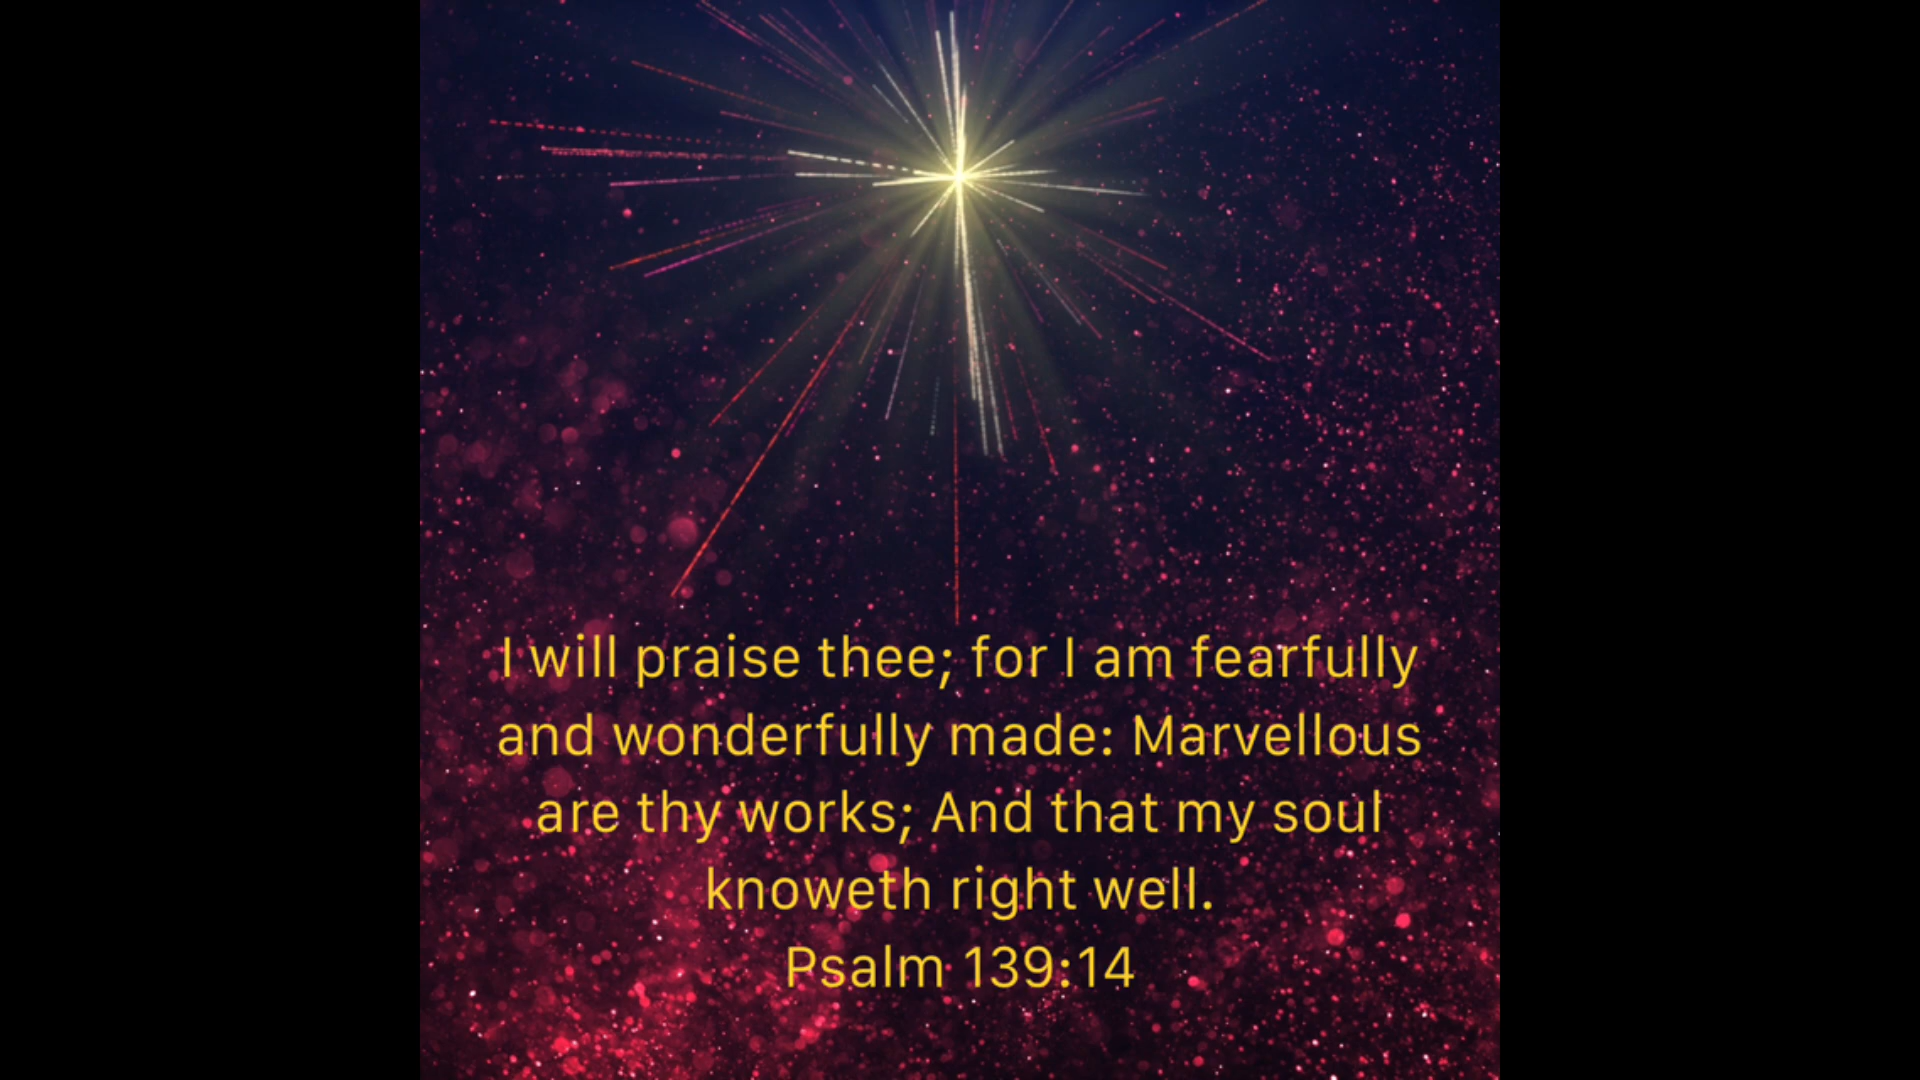 I will praise thee; for I am fearfully
and wonderfully made: Marvellous
are thy works; And that my soul
knoweth right well.
Psalm 139:14